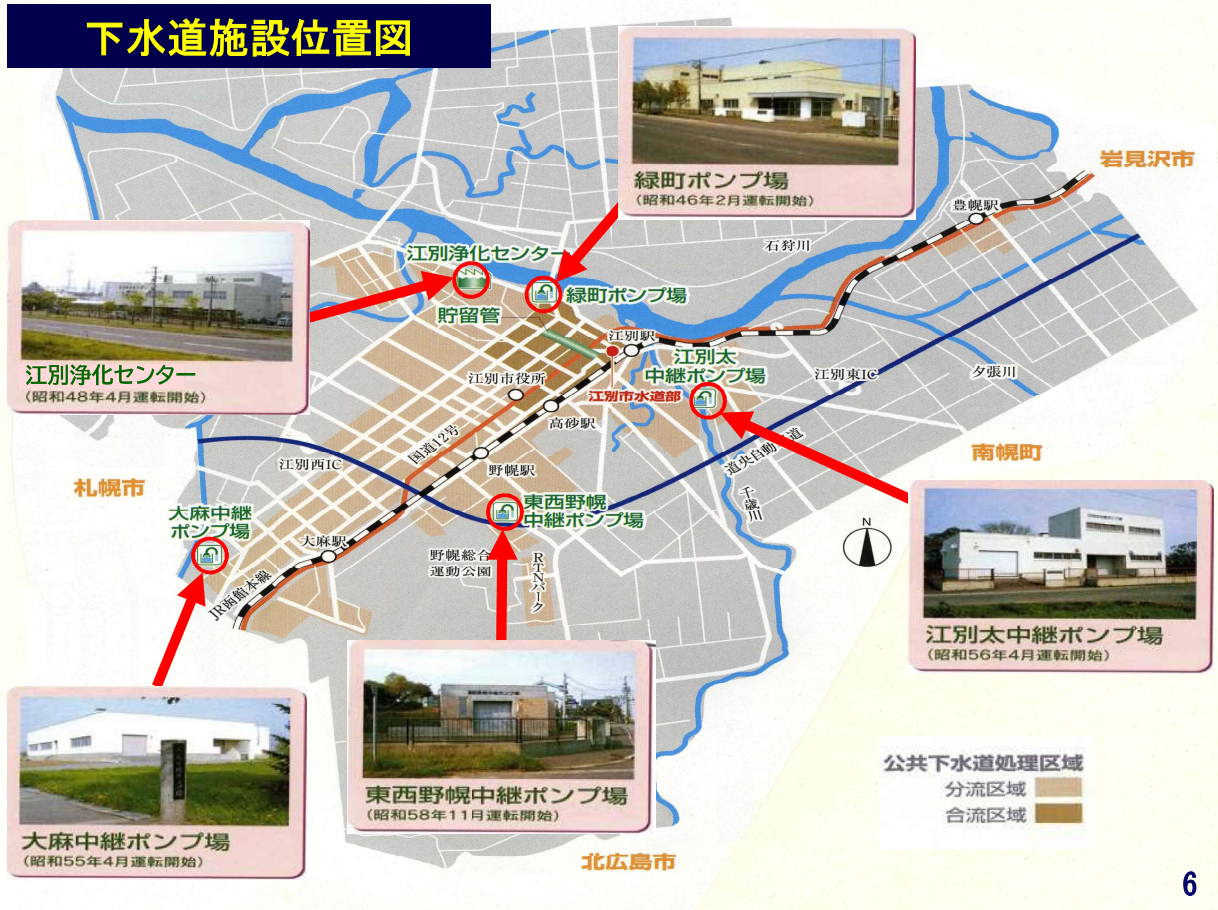 下水道施設位置図
緑町ポンプ場
(昭和46年2月運転開始)
岩見沢市
豊幌駅
石狩川
江別浄化センター
緑町ポンプ場
貯留管
江別浄化センター
(昭和48年4月運転開始)
江別駅
江別太
中継ポンプ場
江別市役所
江別市水道部
江別東IC
夕張川
高砂駅
国道12号
道央自動車道
南幌町
江別西IC
野幌駅
千歳川
札幌市
大麻中継
ポンプ場
東西野幌
中継ポンプ場
N
大麻駅
野幌総合
運動公園
RTNパーク
JR函館本線
江別太中継ポンプ場
(昭和56年4月運転開始)
東西野幌中継ポンプ場
(昭和58年11月運転開始)
大麻中継ポンプ場
(昭和55年4月運転開始)
公共下水道処理区域
分流区域
合流区域
北広島市
6